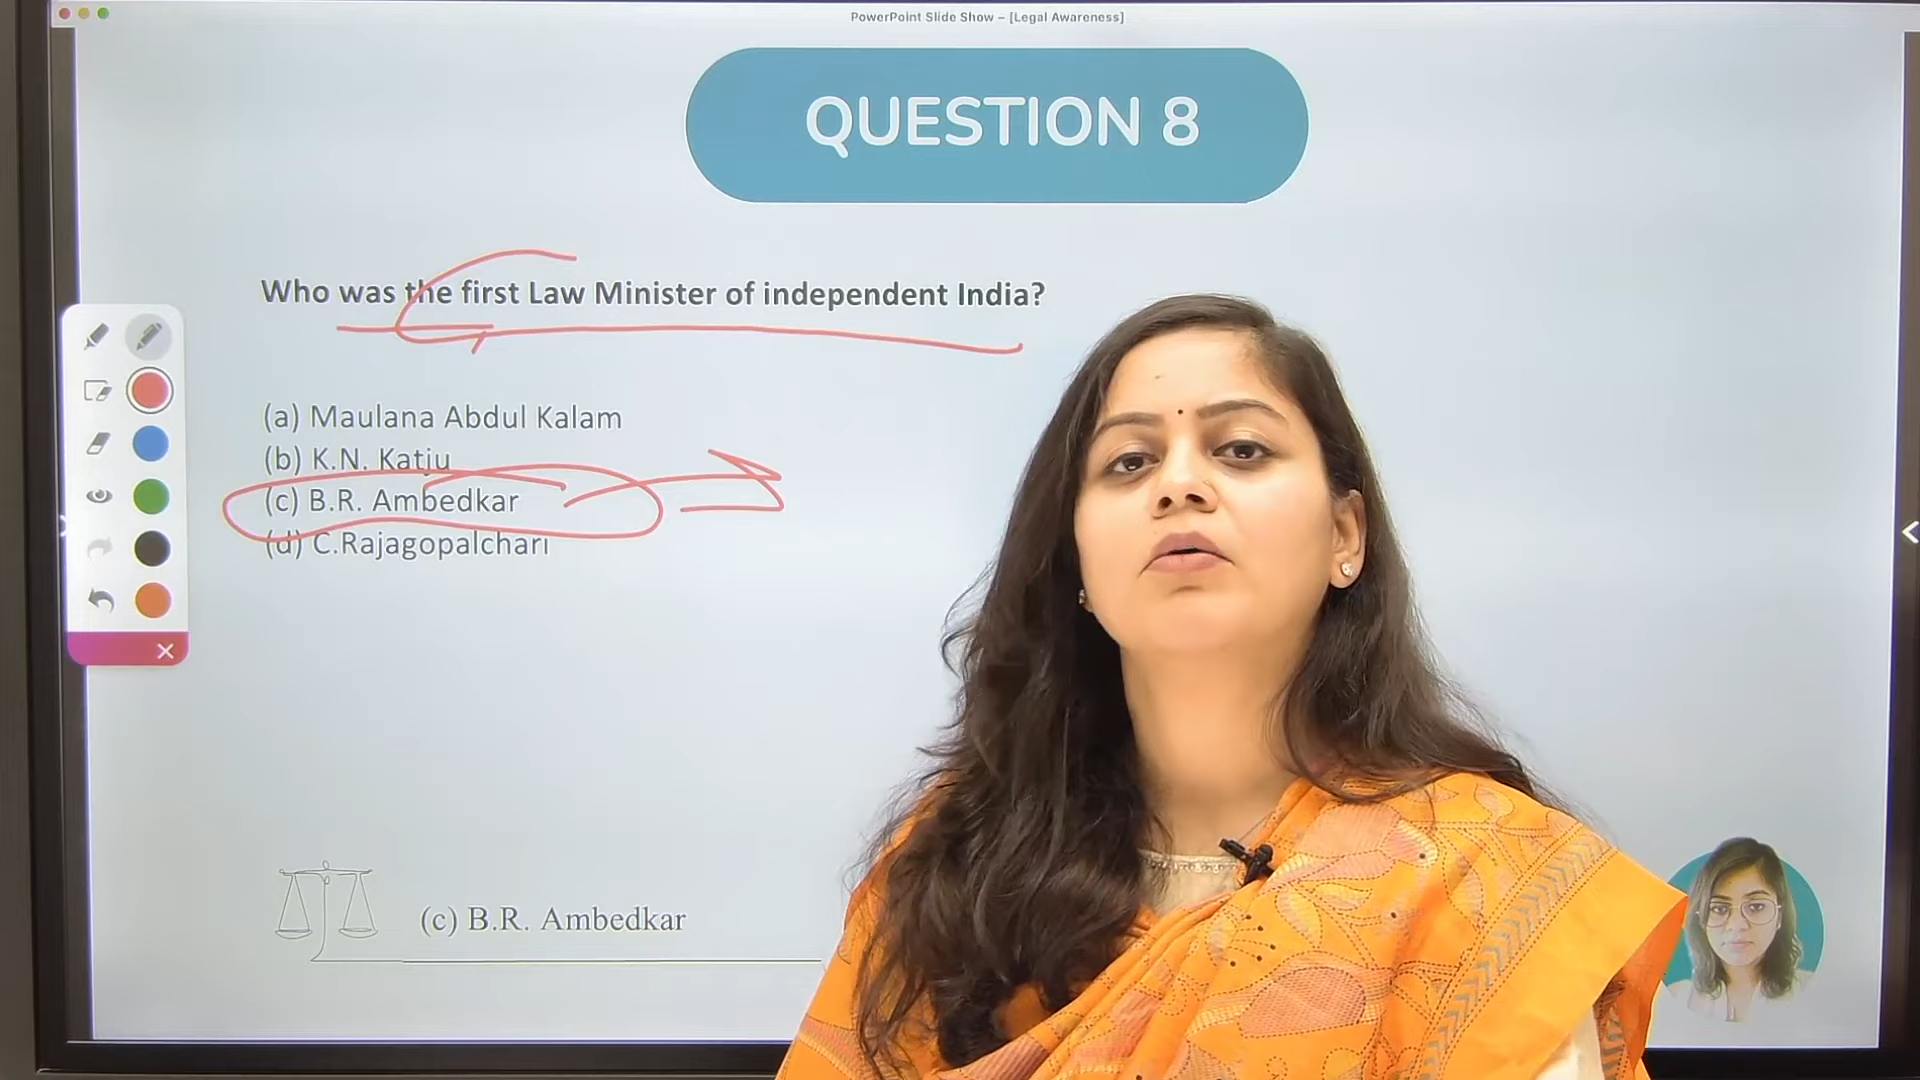 PowerPoint Slide Show – [Legal Awareness]
QUESTION 8
Who was the first Law Minister of independent India?
(a) Maulana Abdul Kalam
(b) K.N. Katju
(c) B.R. Ambedkar
(d) C.Rajagopalchari
(c) B.R. Ambedkar